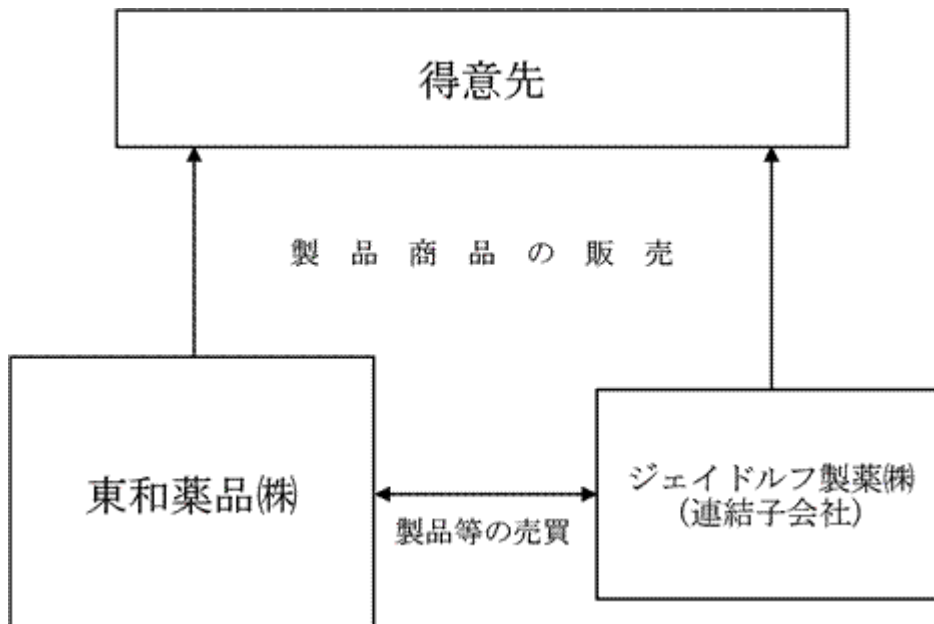 得意先
製品商品の販売
東和薬品㈱
製品等の売買
ジェイドルフ製薬㈱
(連結子会社)